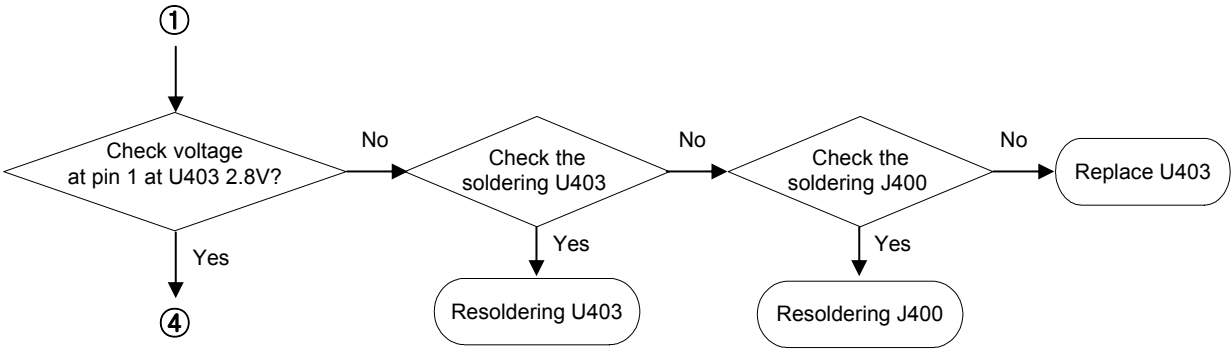 ①
Check voltage
at pin 1 at U403 2.8V?
No
Check the
soldering U403
No
Check the
soldering J400
No
Replace U403
Yes
Yes
Yes
Resoldering U403
Resoldering J400
④